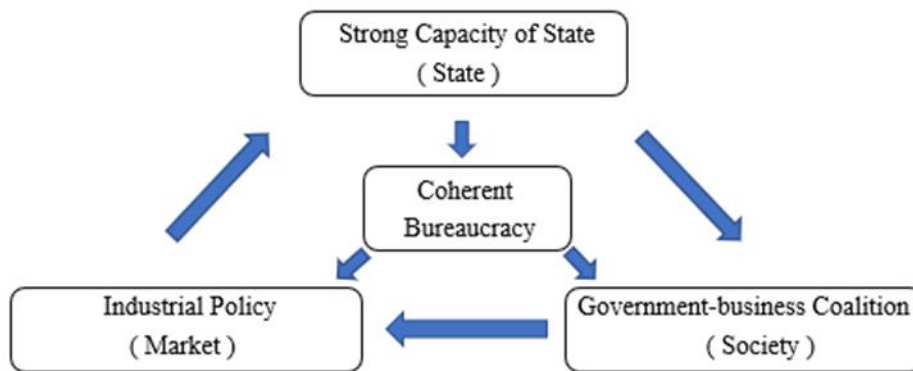 Strong Capacity of State
( State )
Coherent
Bureaucracy
Industrial Policy
( Market )
Government-business Coalition
( Society )